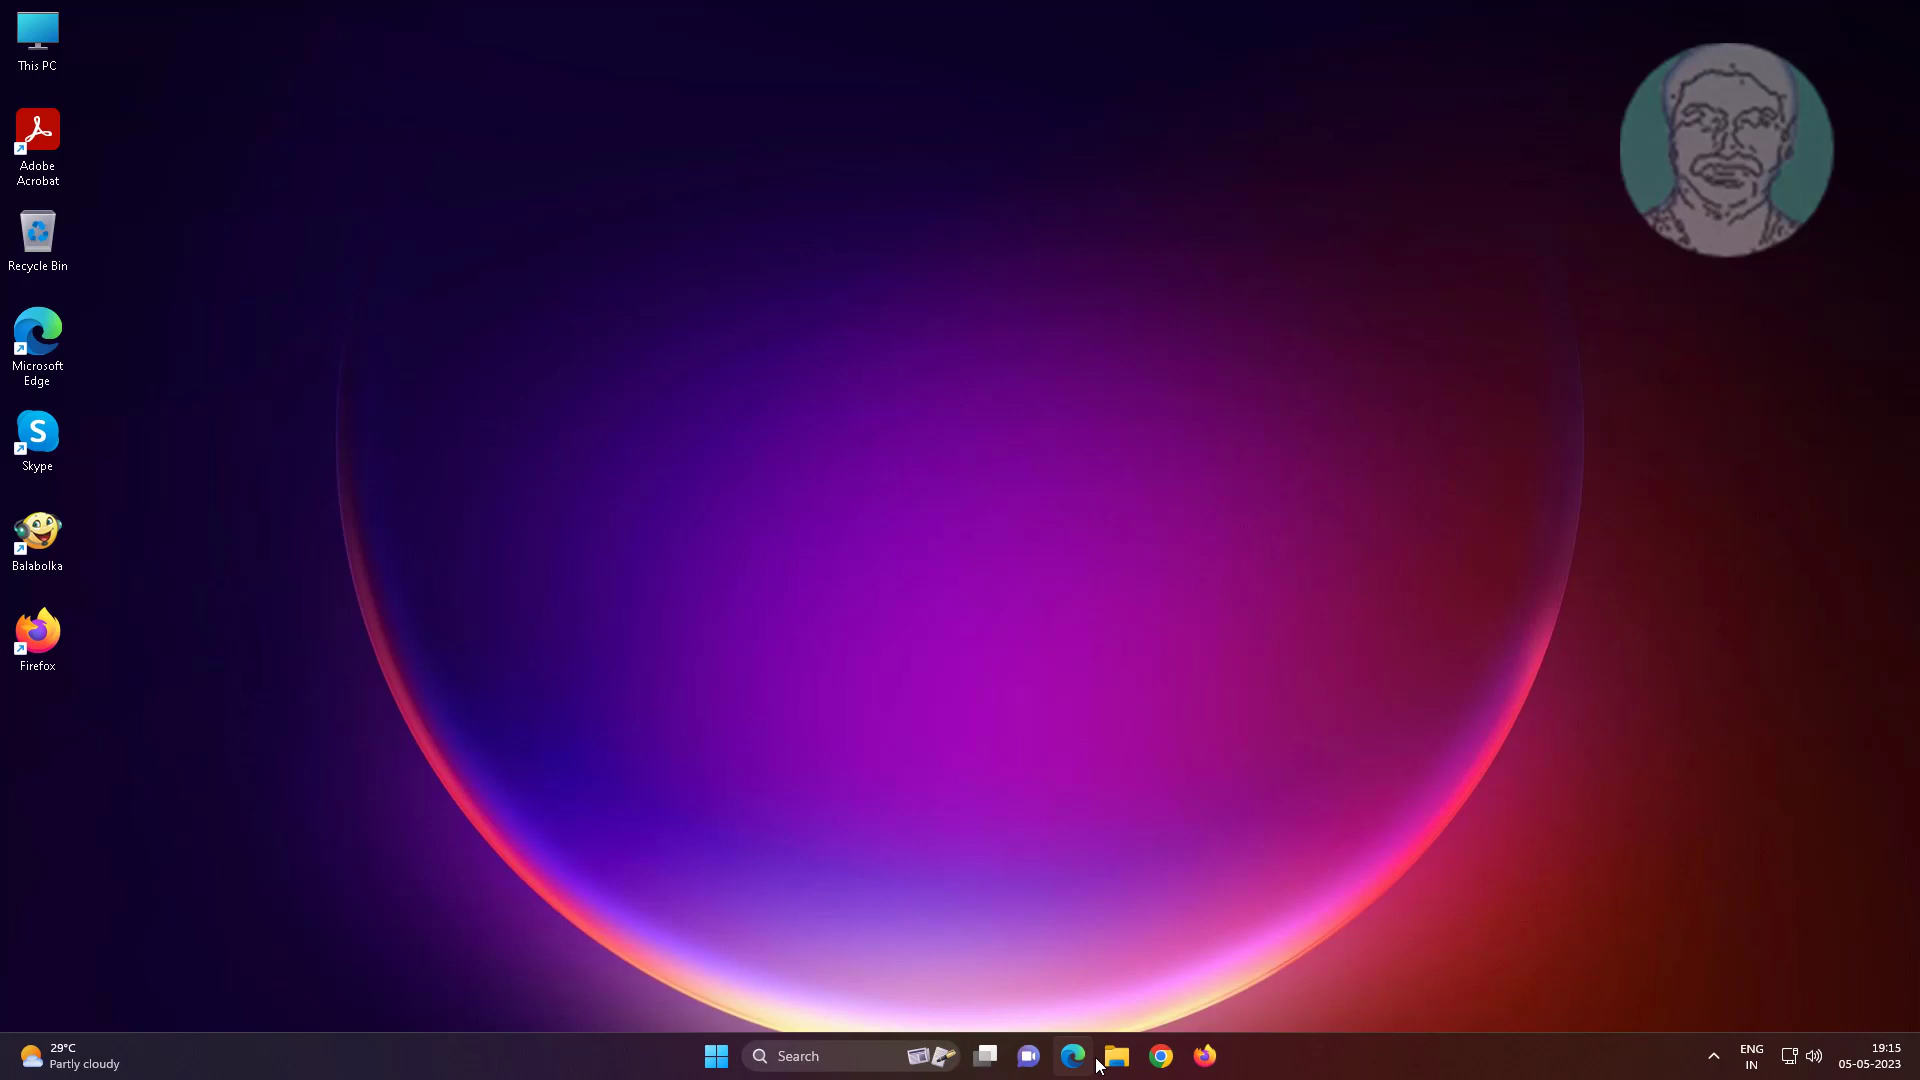 This PC
Adobe
Acrobat
Recycle Bin
Microsoft
Edge
S
Skype
Balabolka
Firefox
29°C
Partly cloudy
Search
ENG
IN
19:15
05-05-2023